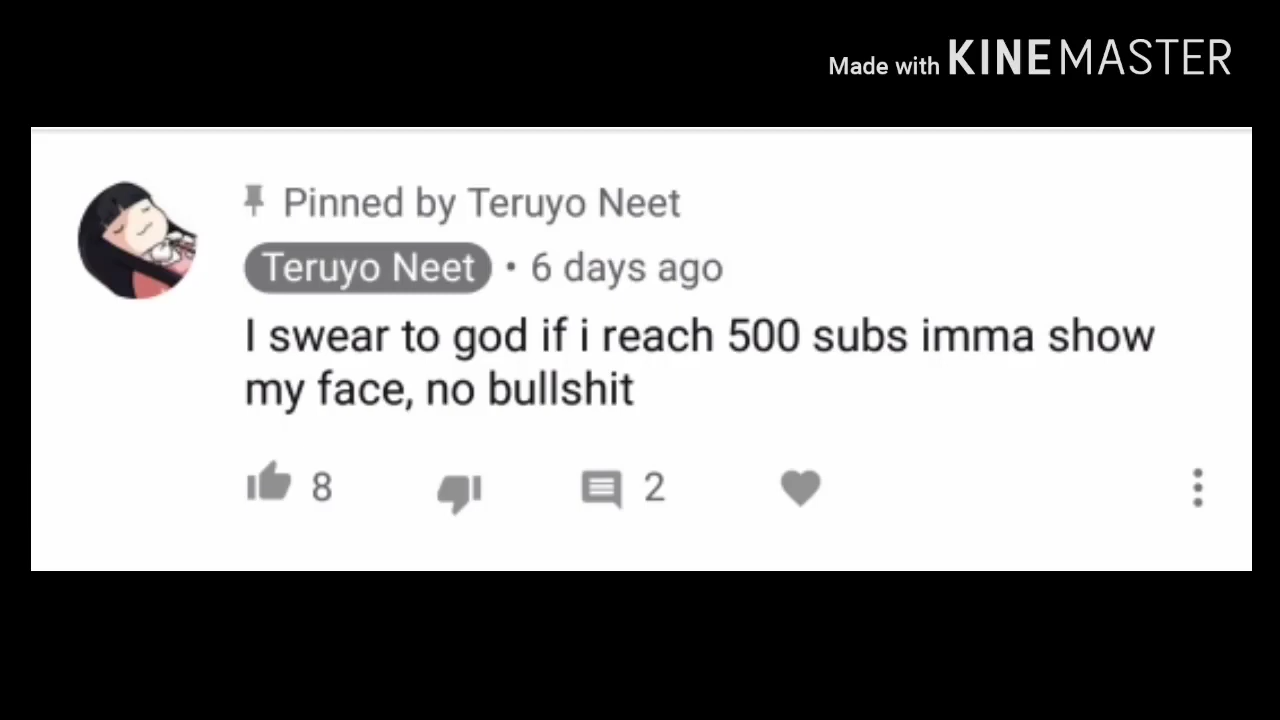 Made with KINEMASTER
Pinned by Teruyo Neet
Teruyo Neet • 6 days ago
I swear to god if i reach 500 subs imma show
my face, no bullshit
8 2